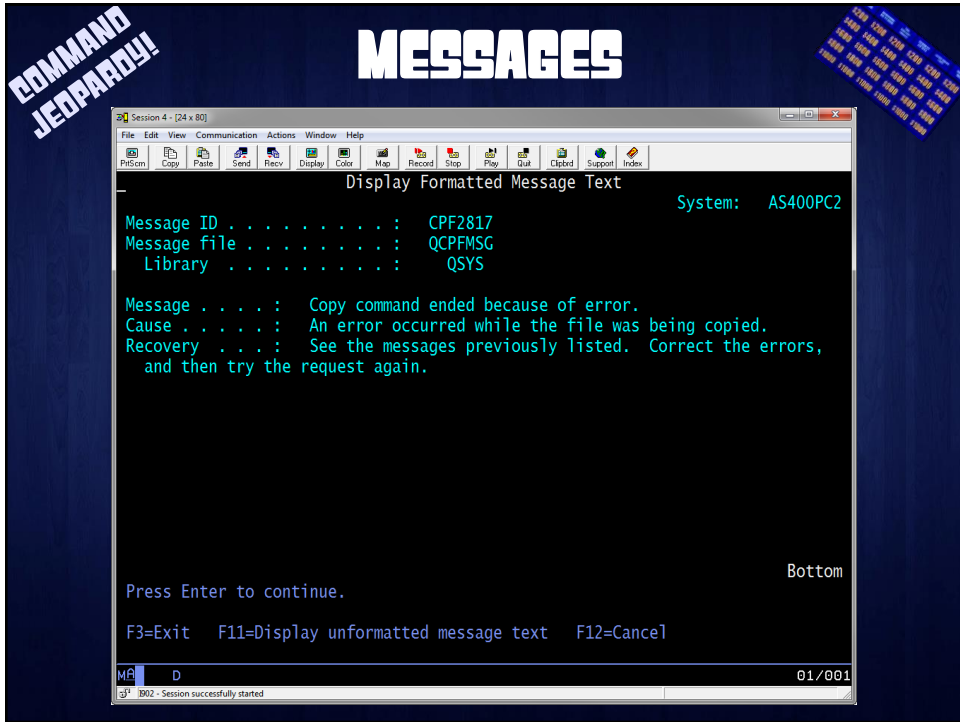 COMMAND
JEOPARDY!
MESSAGES
Session 4 - [24 x 80]
File Edit View Communication Actions Window Help
PrtScrn Copy Paste Send Recv Display Color Map Record Stop Play Quit Clipbrd Support Index
Display Formatted Message Text
System: AS400PC2
Message ID . . . . . . . . . : CPF2817
Message file . . . . . . . . : QCPFMSG
Library . . . . . . . . . : QSYS
Message . . . . : Copy command ended because of error.
Cause . . . . . : An error occurred while the file was being copied.
Recovery . . . : See the messages previously listed. Correct the errors,
and then try the request again.
Bottom
Press Enter to continue.
F3=Exit F11=Display unformatted message text F12=Cancel
MA D 01/001
I902 - Session successfully started